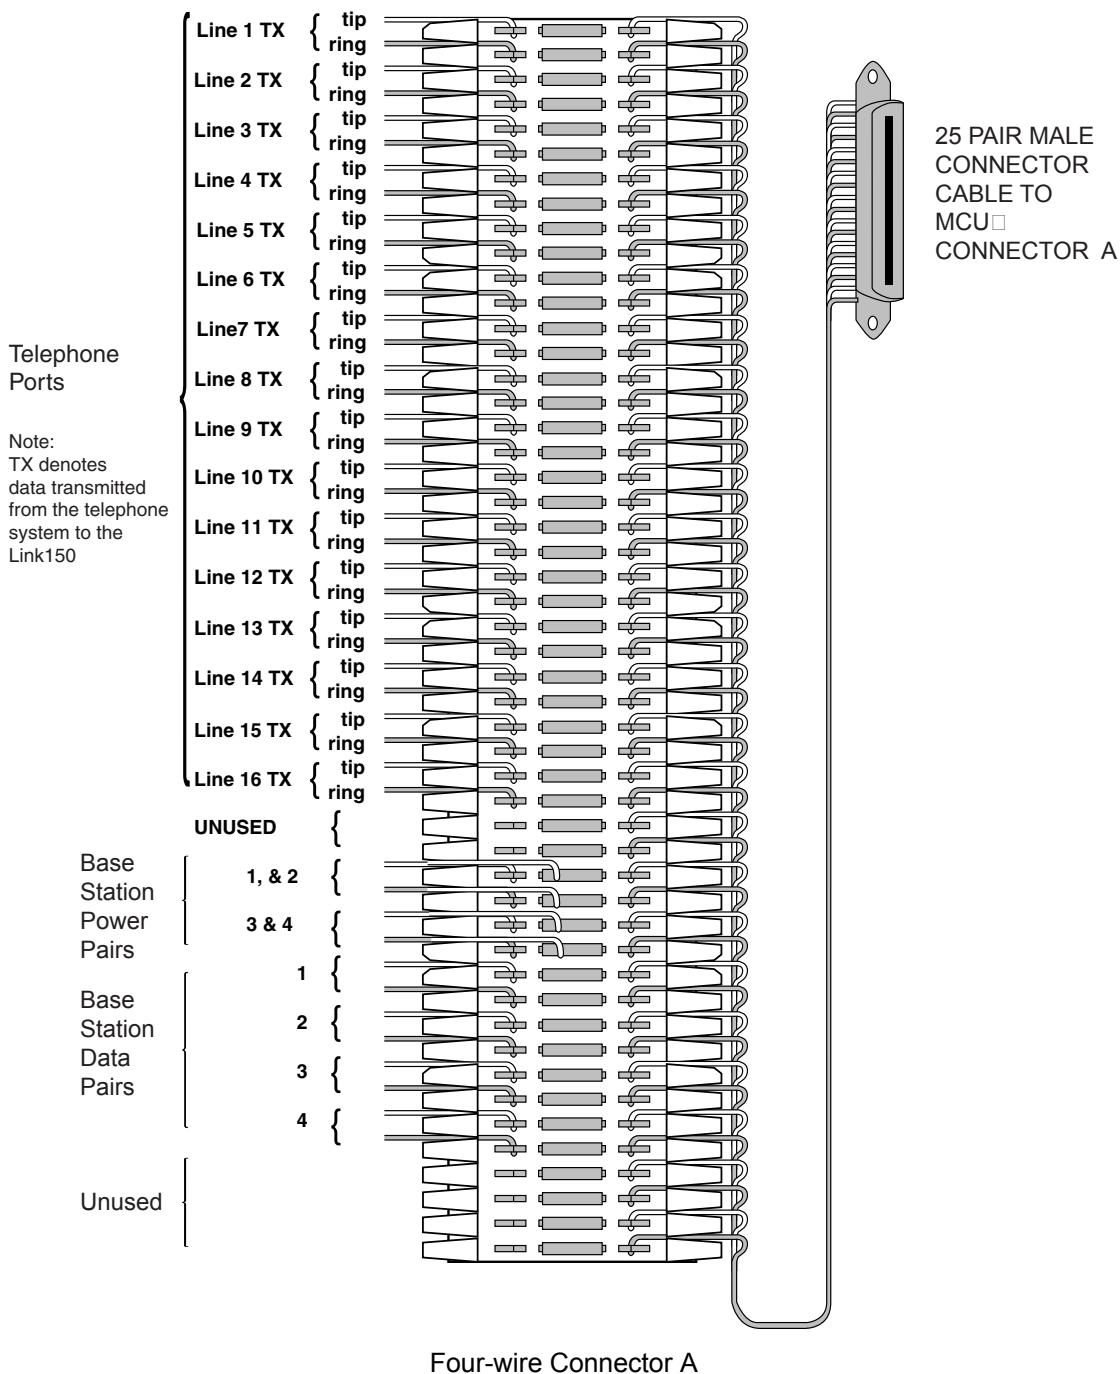 Line 1 TX { tip
ring
Line 2 TX { tip
ring
Line 3 TX { tip
ring
Line 4 TX { tip
ring
Line 5 TX { tip
ring
Line 6 TX { tip
ring
Line7 TX { tip
ring
Line 8 TX { tip
ring
Line 9 TX { tip
ring
Line 10 TX { tip
ring
Line 11 TX { tip
ring
Line 12 TX { tip
ring
Line 13 TX { tip
ring
Line 14 TX { tip
ring
Line 15 TX { tip
ring
Line 16 TX { tip
ring
UNUSED {
1, & 2 {
3 & 4 {
1 {
2 {
3 {
4 {
Telephone
Ports
Note:
TX denotes
data transmitted
from the telephone
system to the
Link150
Base
Station
Power
Pairs
Base
Station
Data
Pairs
Unused
25 PAIR MALE
CONNECTOR
CABLE TO
MCU□
CONNECTOR A
Four-wire Connector A